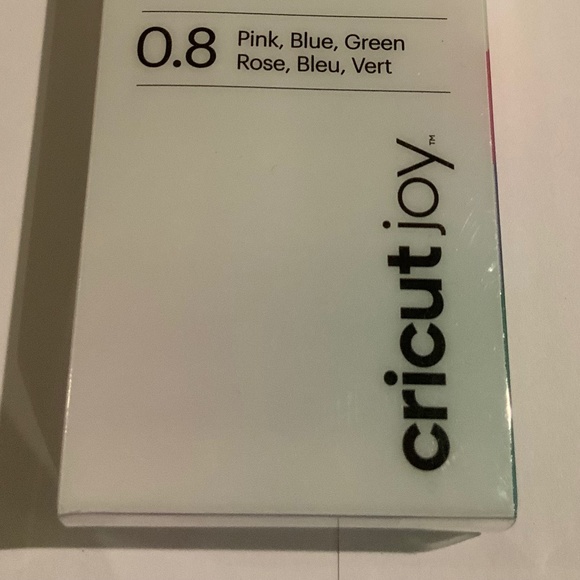 0.8
Pink, Blue, Green
Rose, Bleu, Vert
cricut joy™